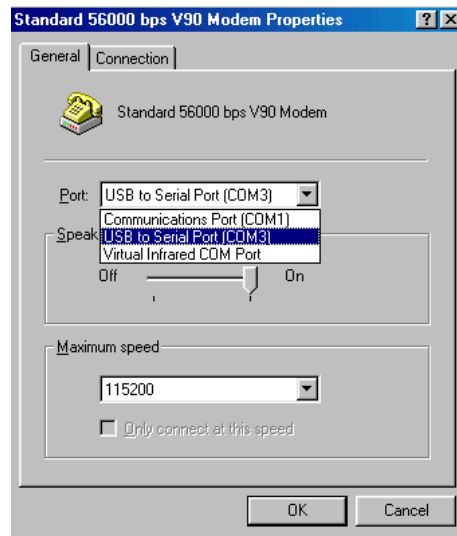 Standard 56000 bps V90 Modem Properties ? ×
General Connection
Standard 56000 bps V90 Modem
Port: USB to Serial Port (COM3)
Communications Port (COM1)
Speak USB to Serial Port (COM3)
Virtual Infrared COM Port
Off On
Maximum speed
115200
Only connect at this speed
OK Cancel